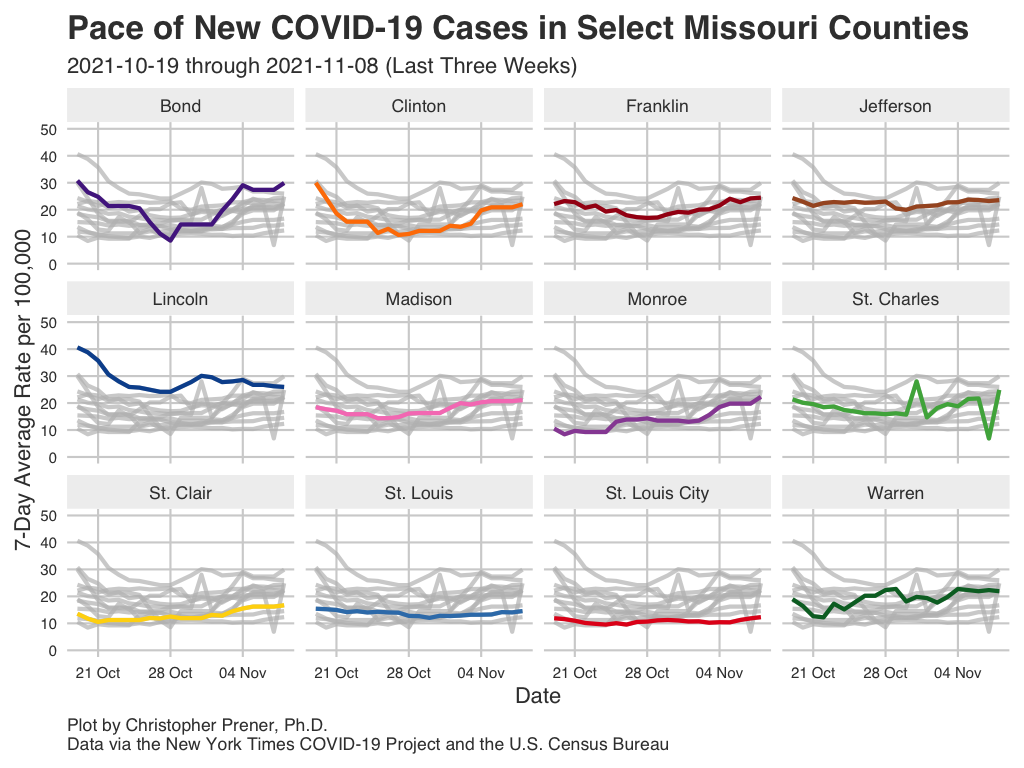 Pace of New COVID-19 Cases in Select Missouri Counties
2021-10-19 through 2021-11-08 (Last Three Weeks)
7-Day Average Rate per 100,000
Bond Clinton Franklin Jefferson
50
40
30
20
10
0
Lincoln Madison Monroe St. Charles
50
40
30
20
10
0
St. Clair St. Louis St. Louis City Warren
50
40
30
20
10
0
21 Oct 28 Oct 04 Nov 21 Oct 28 Oct 04 Nov 21 Oct 28 Oct 04 Nov 21 Oct 28 Oct 04 Nov
Date
Plot by Christopher Prener, Ph.D.
Data via the New York Times COVID-19 Project and the U.S. Census Bureau